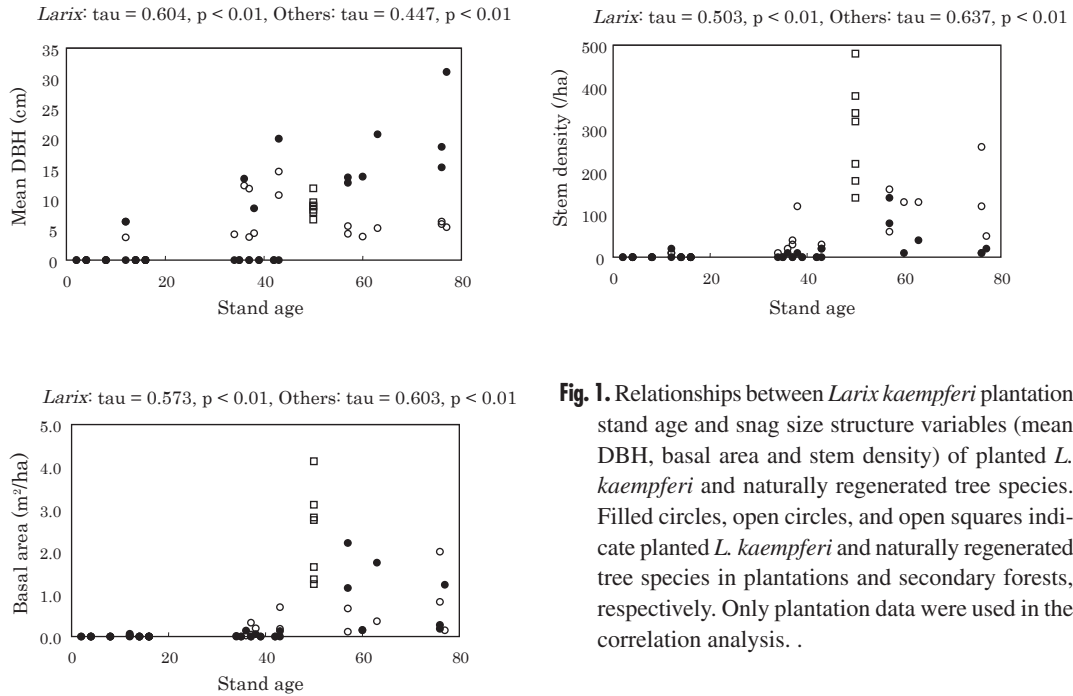 Larix: tau = 0.604, p < 0.01, Others: tau = 0.447, p < 0.01
35
30
25
20
15
10
5
0
Mean DBH (cm)
0
20
40
60
80
Stand age
Larix: tau = 0.503, p < 0.01, Others: tau = 0.637, p < 0.01
500
400
300
200
100
0
Stem density (/ha)
0
20
40
60
80
Stand age
Larix: tau = 0.573, p < 0.01, Others: tau = 0.603, p < 0.01
5.0
4.0
3.0
2.0
1.0
0.0
Basal area (m²/ha)
0
20
40
60
80
Stand age
Fig. 1. Relationships between Larix kaempferi plantation
stand age and snag size structure variables (mean
DBH, basal area and stem density) of planted L.
kaempferi and naturally regenerated tree species.
Filled circles, open circles, and open squares indi-
cate planted L. kaempferi and naturally regenerated
tree species in plantations and secondary forests,
respectively. Only plantation data were used in the
correlation analysis. .